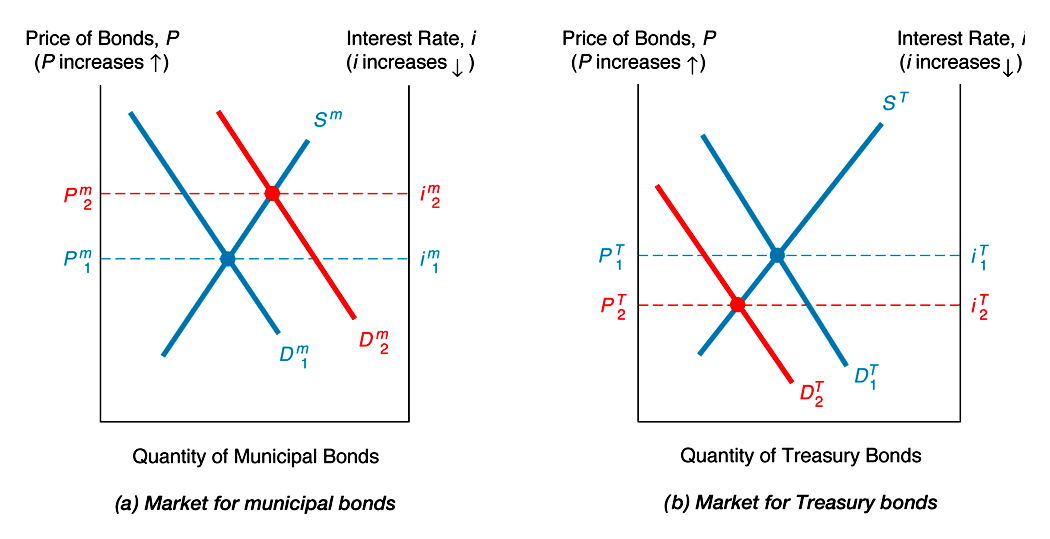 Price of Bonds, P
(P increases ↑)
Interest Rate, i
(i increases ↓)
S^m
P^m_2
i^m_2
P^m_1
i^m_1
D^m_2
D^m_1
Quantity of Municipal Bonds
(a) Market for municipal bonds
Price of Bonds, P
(P increases ↑)
Interest Rate, i
(i increases ↓)
S^T
P^T_1
i^T_1
P^T_2
i^T_2
D^T_1
D^T_2
Quantity of Treasury Bonds
(b) Market for Treasury bonds